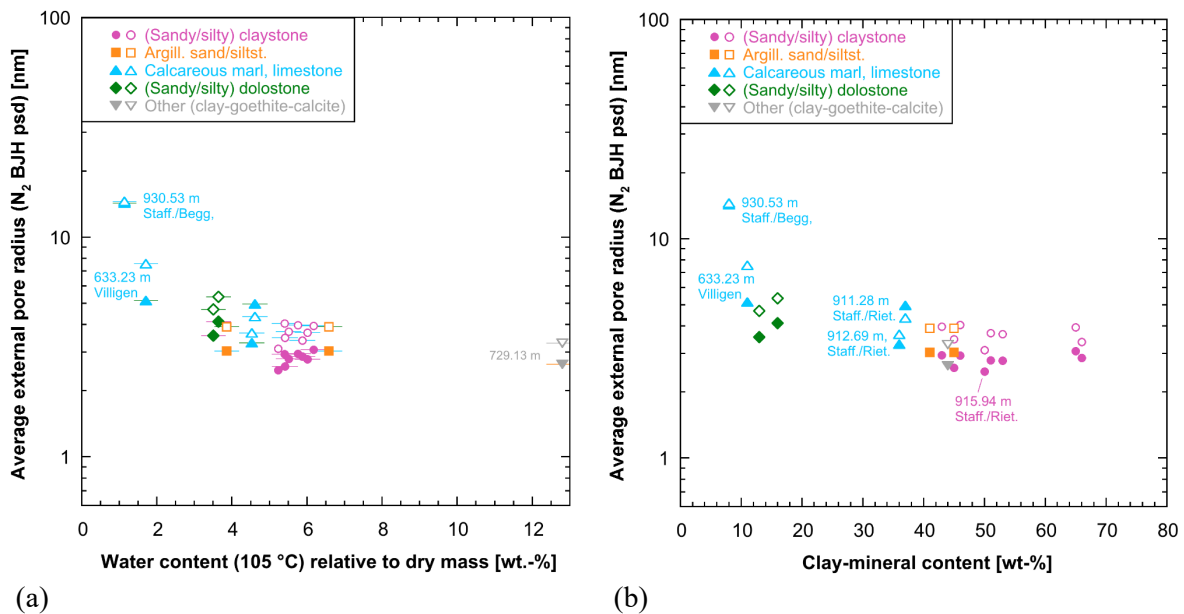 Average external pore radius (N2 BJH psd) [nm]
100
10
1
(Sandy/silty) claystone
Argill. sand/siltst.
Calcareous marl, limestone
(Sandy/silty) dolostone
Other (clay-goethite-calcite)
930.53 m
Staff./Begg,
633.23 m
Villigen
729.13 m
0 2 4 6 8 10 12 13
Water content (105 °C) relative to dry mass [wt.-%]
(a)
Average external pore radius (N2 BJH psd) [nm]
100
10
1
(Sandy/silty) claystone
Argill. sand/siltst.
Calcareous marl, limestone
(Sandy/silty) dolostone
Other (clay-goethite-calcite)
930.53 m
Staff./Begg,
633.23 m
Villigen
911.28 m
Staff./Riet.
912.69 m,
Staff./Riet.
915.94 m
Staff./Riet.
0 10 20 30 40 50 60 70 80
Clay-mineral content [wt-%]
(b)